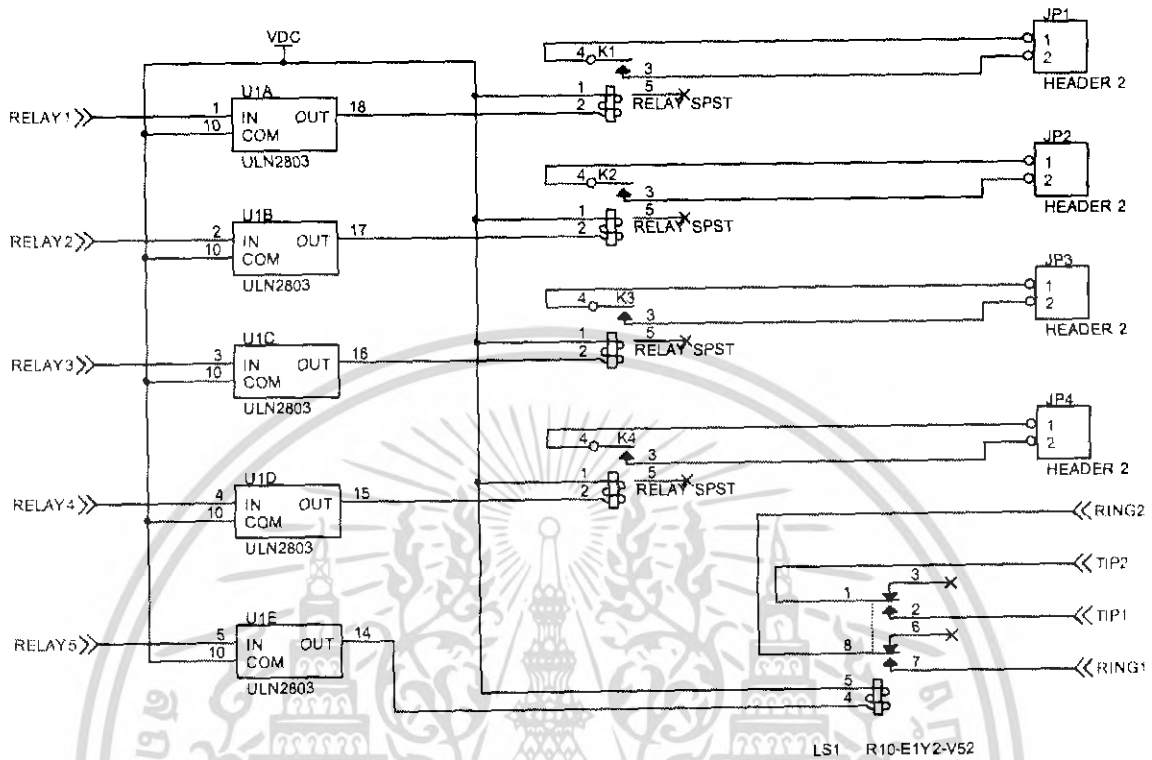 VDC
JP1
1
2
HEADER 2
4 K1
3
1
5
2
RELAY SPST
U1A
RELAY1
1
IN
OUT
18
10
COM
ULN2803
JP2
1
2
HEADER 2
4 K2
3
1
5
2
RELAY SPST
U1B
RELAY2
2
IN
OUT
17
10
COM
ULN2803
JP3
1
2
HEADER 2
4 K3
3
1
5
2
RELAY SPST
U1C
RELAY3
3
IN
OUT
16
10
COM
ULN2803
JP4
1
2
HEADER 2
4 K4
3
1
5
2
RELAY SPST
U1D
RELAY4
4
IN
OUT
15
10
COM
ULN2803
RING2
TIP2
3
1
2
TIP1
6
8
7
RING1
U1E
RELAY5
5
IN
OUT
14
10
COM
ULN2803
5
4
LS1 R10-E1Y2-V52